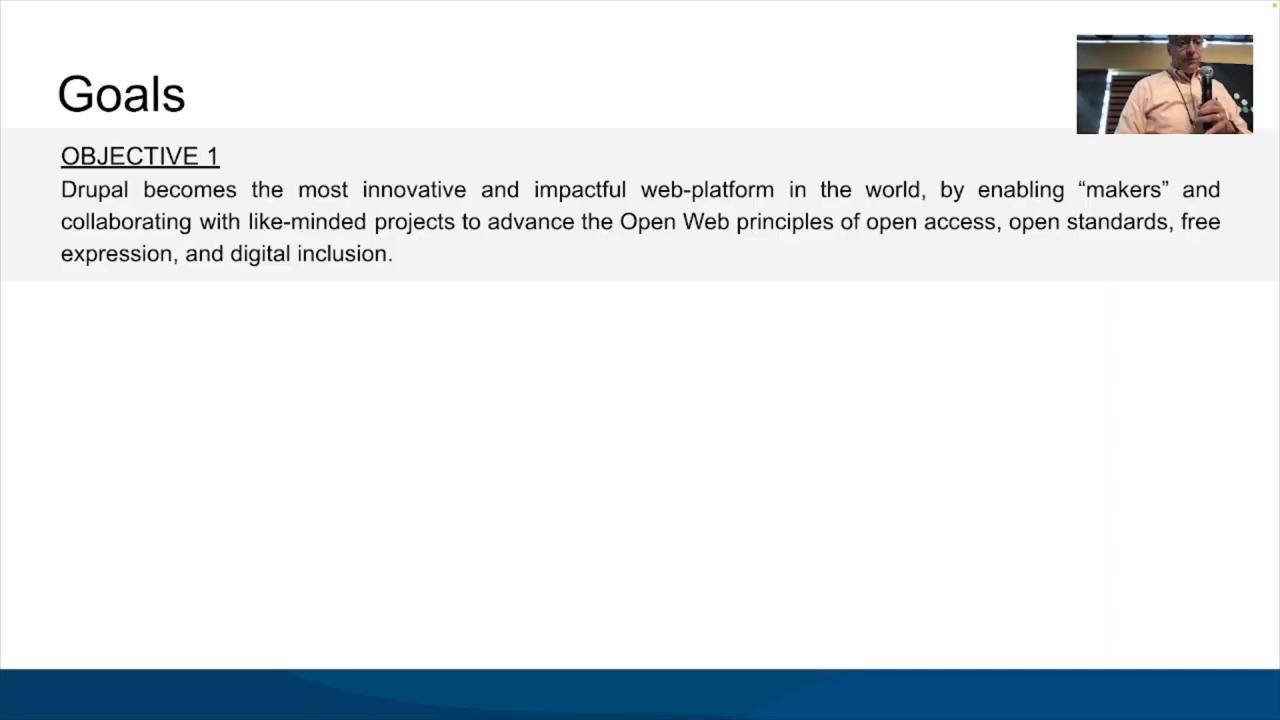 Goals
OBJECTIVE 1
Drupal becomes the most innovative and impactful web-platform in the world, by enabling “makers” and
collaborating with like-minded projects to advance the Open Web principles of open access, open standards, free
expression, and digital inclusion.